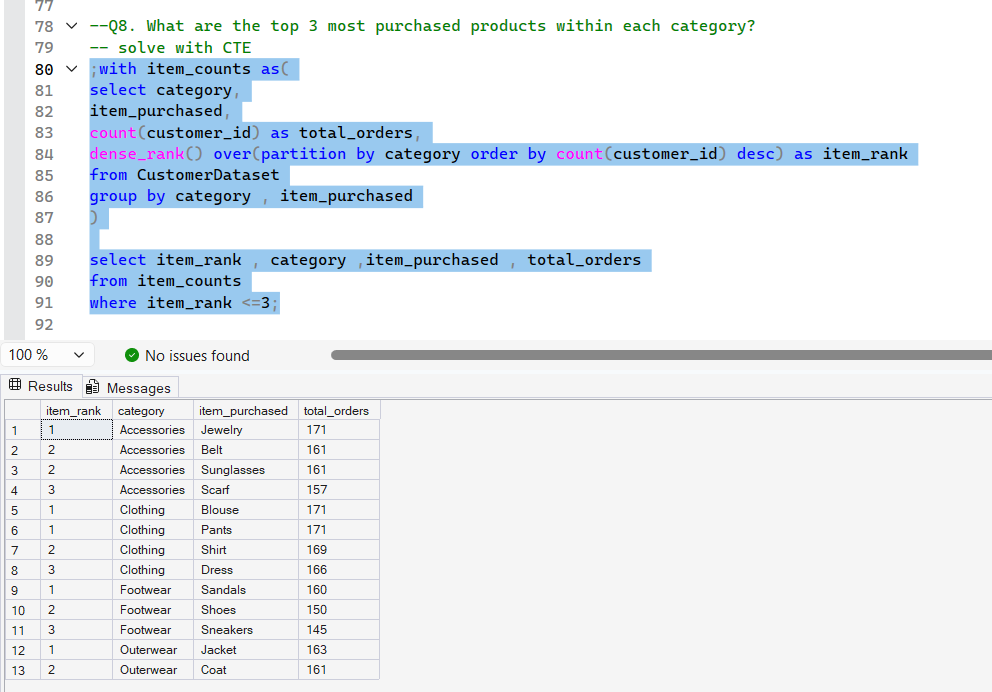 77
78 --Q8. What are the top 3 most purchased products within each category?
79 -- solve with CTE
80 ;with item_counts as(
81 select category,
82 item_purchased,
83 count(customer_id) as total_orders,
84 dense_rank() over(partition by category order by count(customer_id) desc) as item_rank
85 from CustomerDataset
86 group by category , item_purchased
87 )
88
89 select item_rank , category ,item_purchased , total_orders
90 from item_counts
91 where item_rank <=3;
92
100 % No issues found
Results Messages
item_rank category item_purchased total_orders
1 1 Accessories Jewelry 171
2 2 Accessories Belt 161
3 2 Accessories Sunglasses 161
4 3 Accessories Scarf 157
5 1 Clothing Blouse 171
6 1 Clothing Pants 171
7 2 Clothing Shirt 169
8 3 Clothing Dress 166
9 1 Footwear Sandals 160
10 2 Footwear Shoes 150
11 3 Footwear Sneakers 145
12 1 Outerwear Jacket 163
13 2 Outerwear Coat 161